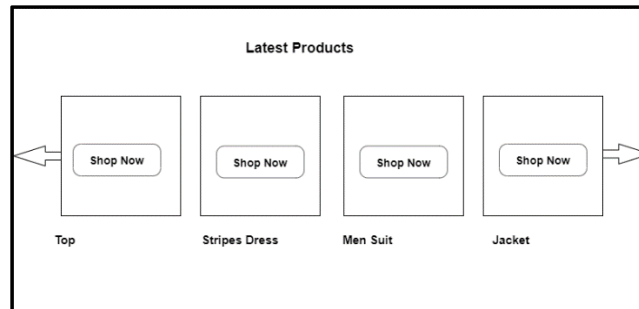 Latest Products
Shop Now
Shop Now
Shop Now
Shop Now
Top
Stripes Dress
Men Suit
Jacket